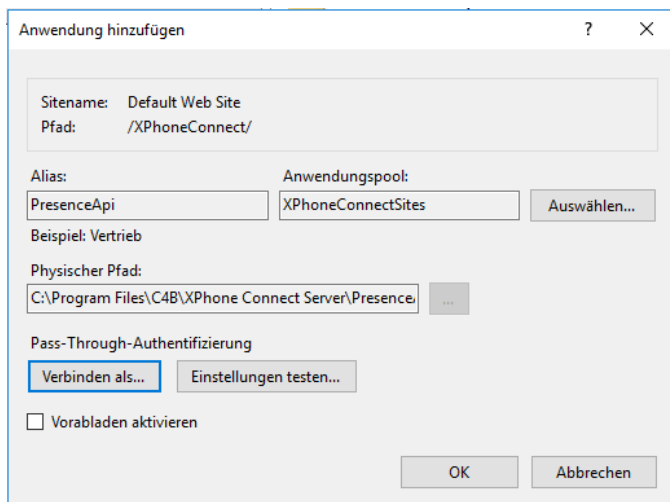 Anwendung hinzufügen
Sitename: Default Web Site
Pfad: /XPhoneConnect/
Alias: Anwendungspool:
PresenceApi XPhoneConnectSites Auswählen...
Beispiel: Vertrieb
Physischer Pfad:
C:\Program Files\C4B\XPhone Connect Server\Presence ...
Pass-Through-Authentifizierung
Verbinden als... Einstellungen testen...
Vorabladen aktivieren
OK Abbrechen